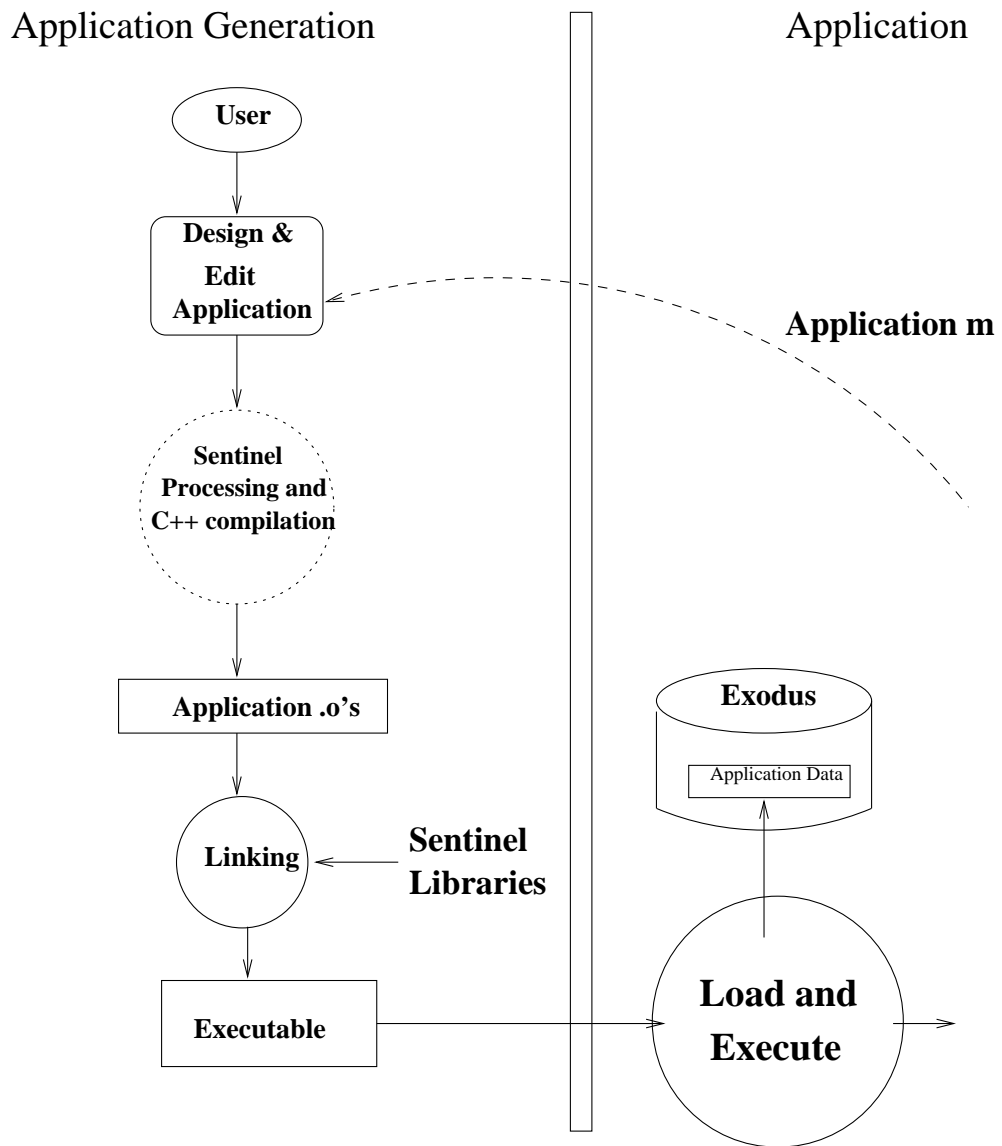 Application Generation
Application
User
Design &
Edit
Application
Application m
Sentinel
Processing and
C++ compilation
Application .o's
Exodus
Application Data
Linking
Sentinel
Libraries
Executable
Load and
Execute